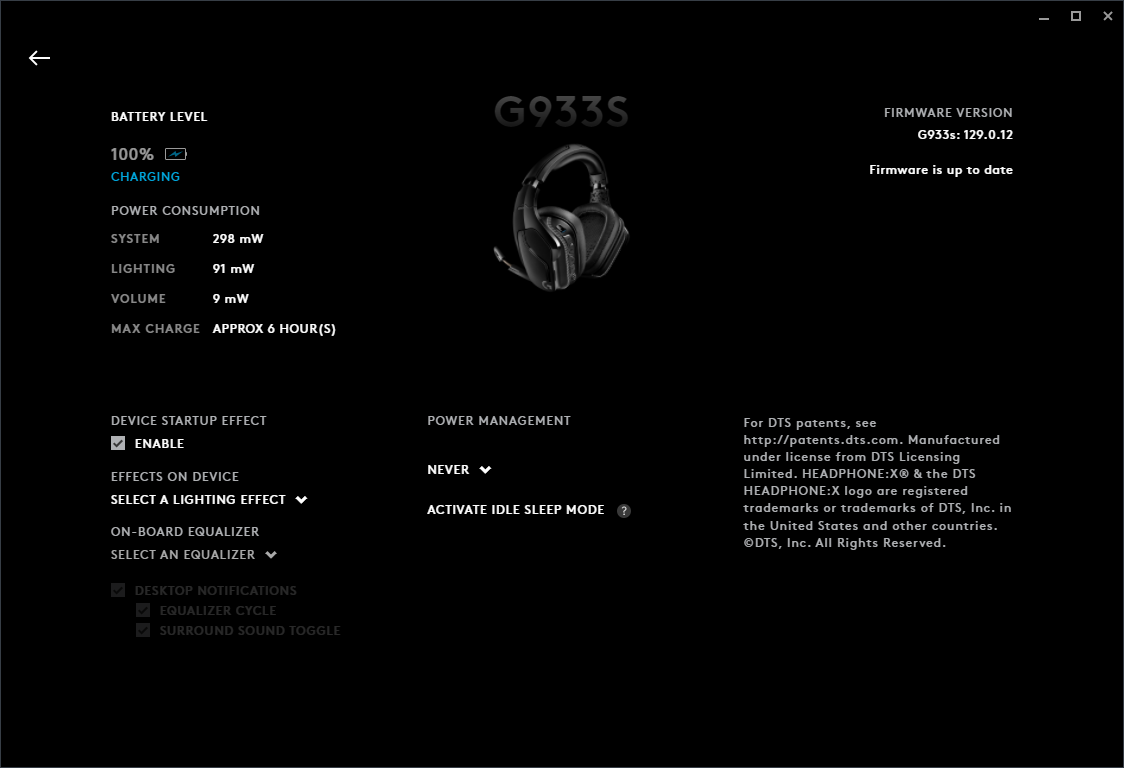 G933S
BATTERY LEVEL
100%
CHARGING
POWER CONSUMPTION
SYSTEM 298 mW
LIGHTING 91 mW
VOLUME 9 mW
MAX CHARGE APPROX 6 HOUR(S)
FIRMWARE VERSION
G933s: 129.0.12
Firmware is up to date
DEVICE STARTUP EFFECT
ENABLE
EFFECTS ON DEVICE
SELECT A LIGHTING EFFECT
ON-BOARD EQUALIZER
SELECT AN EQUALIZER
DESKTOP NOTIFICATIONS
EQUALIZER CYCLE
SURROUND SOUND TOGGLE
POWER MANAGEMENT
NEVER
ACTIVATE IDLE SLEEP MODE ?
For DTS patents, see
http://patents.dts.com. Manufactured
under license from DTS Licensing
Limited. HEADPHONE:X® & the DTS
HEADPHONE:X logo are registered
trademarks or trademarks of DTS, Inc. in
the United States and other countries.
©DTS, Inc. All Rights Reserved.